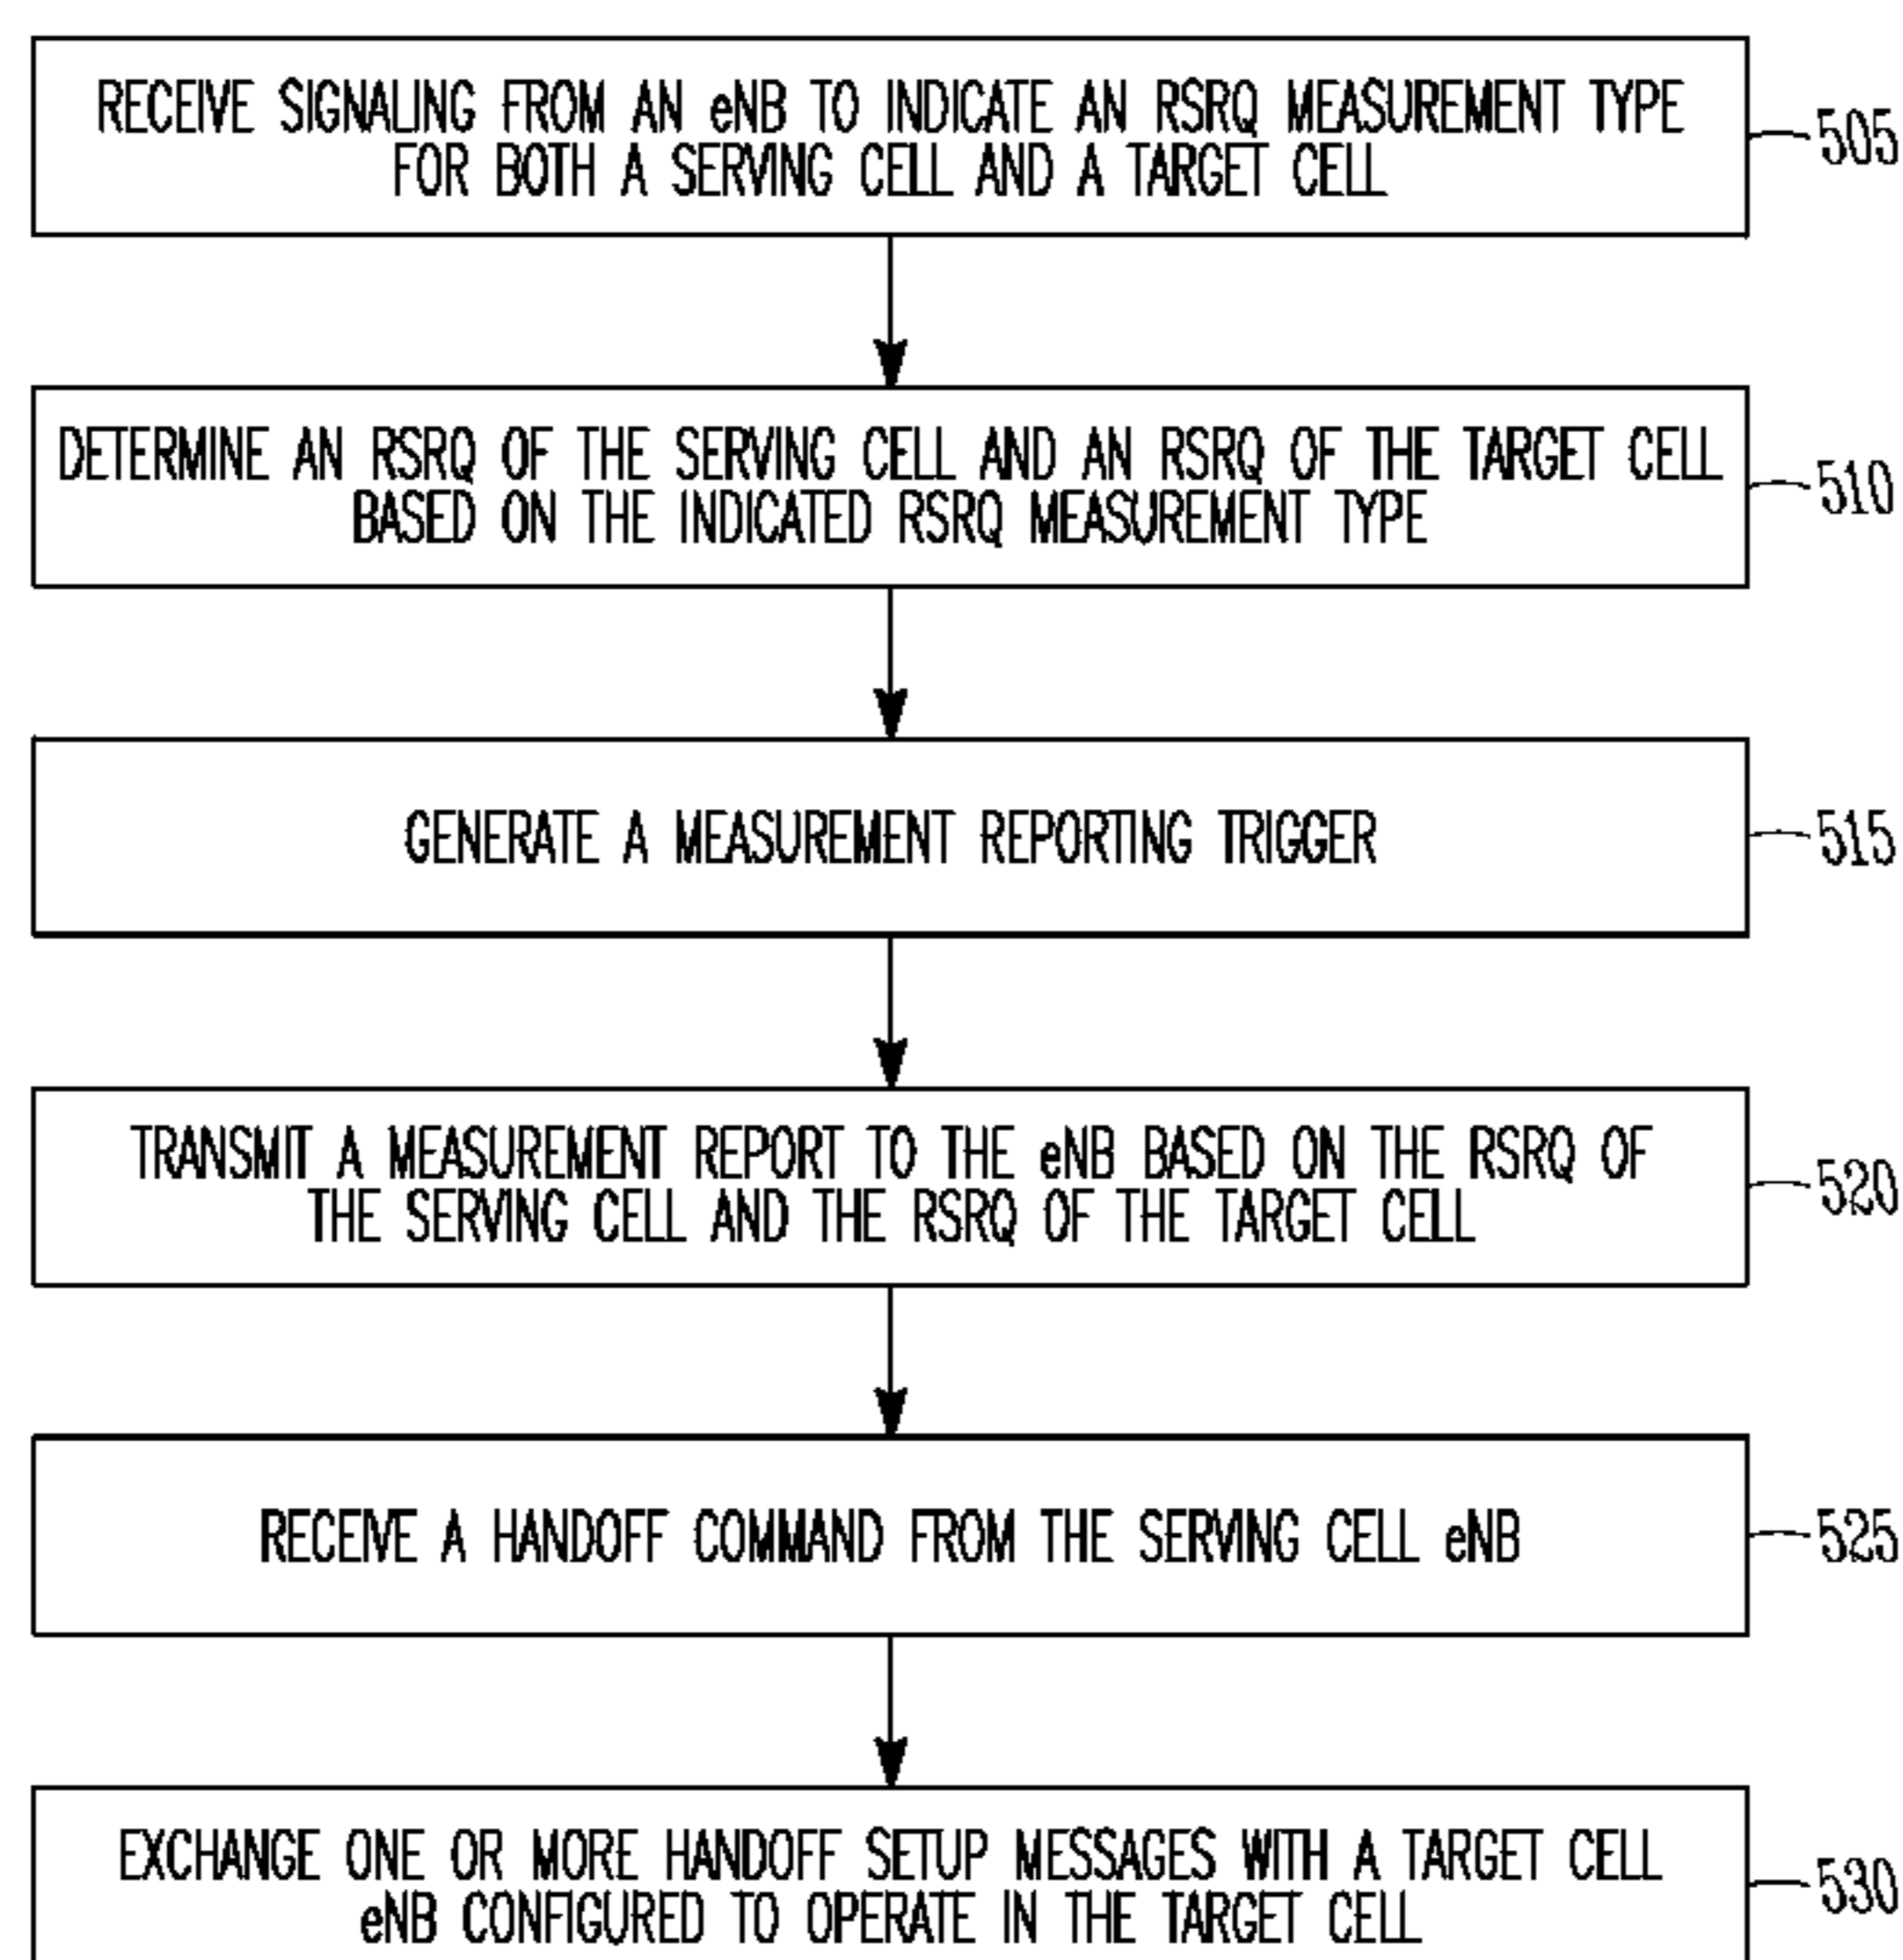 RECEIVE SIGNALING FROM AN eNB TO INDICATE AN RSRQ MEASUREMENT TYPE
FOR BOTH A SERVING CELL AND A TARGET CELL
505
DETERMINE AN RSRQ OF THE SERVING CELL AND AN RSRQ OF THE TARGET CELL
BASED ON THE INDICATED RSRQ MEASUREMENT TYPE
510
GENERATE A MEASUREMENT REPORTING TRIGGER
515
TRANSMIT A MEASUREMENT REPORT TO THE eNB BASED ON THE RSRQ OF
THE SERVING CELL AND THE RSRQ OF THE TARGET CELL
520
RECEIVE A HANDOFF COMMAND FROM THE SERVING CELL eNB
525
EXCHANGE ONE OR MORE HANDOFF SETUP MESSAGES WITH A TARGET CELL
eNB CONFIGURED TO OPERATE IN THE TARGET CELL
530